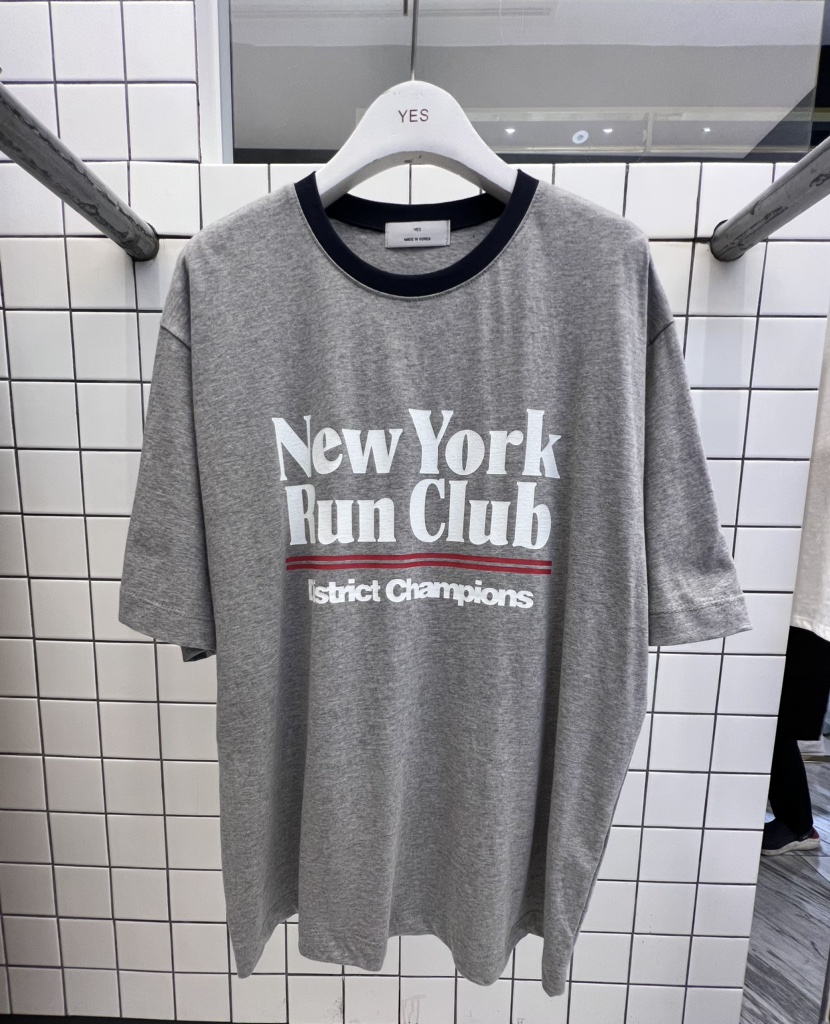 YES
YES
MADE IN KOREA
New York
Run Club
District Champions